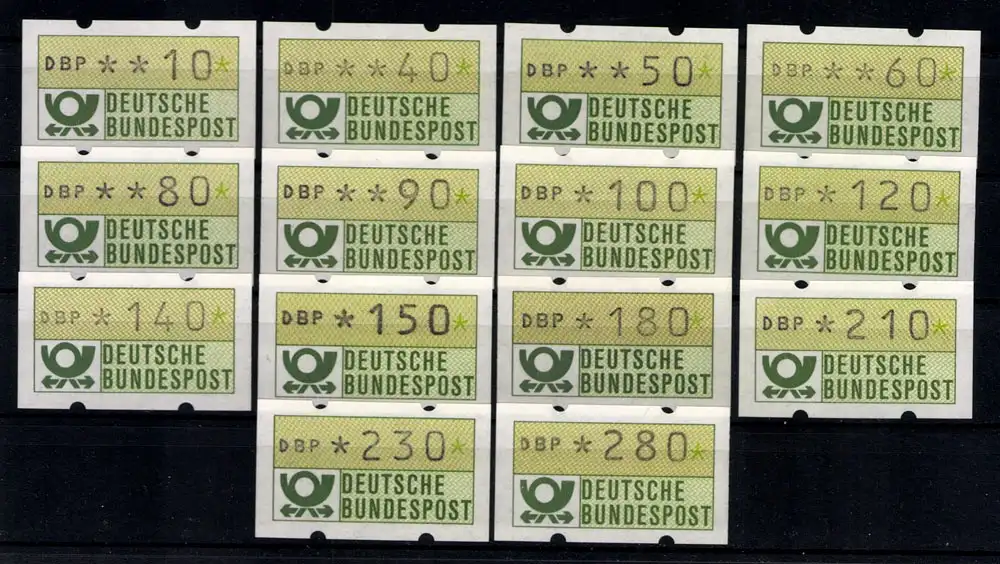 DBP **10*
DEUTSCHE
BUNDESPOST
DBP **40*
DEUTSCHE
BUNDESPOST
DBP **50*
DEUTSCHE
BUNDESPOST
DBP **60*
DEUTSCHE
BUNDESPOST
DBP **80*
DEUTSCHE
BUNDESPOST
DBP **90*
DEUTSCHE
BUNDESPOST
DBP *100*
DEUTSCHE
BUNDESPOST
DBP *120*
DEUTSCHE
BUNDESPOST
DBP *140*
DEUTSCHE
BUNDESPOST
DBP *150*
DEUTSCHE
BUNDESPOST
DBP *180*
DEUTSCHE
BUNDESPOST
DBP *210*
DEUTSCHE
BUNDESPOST
DBP *230*
DEUTSCHE
BUNDESPOST
DBP *280*
DEUTSCHE
BUNDESPOST